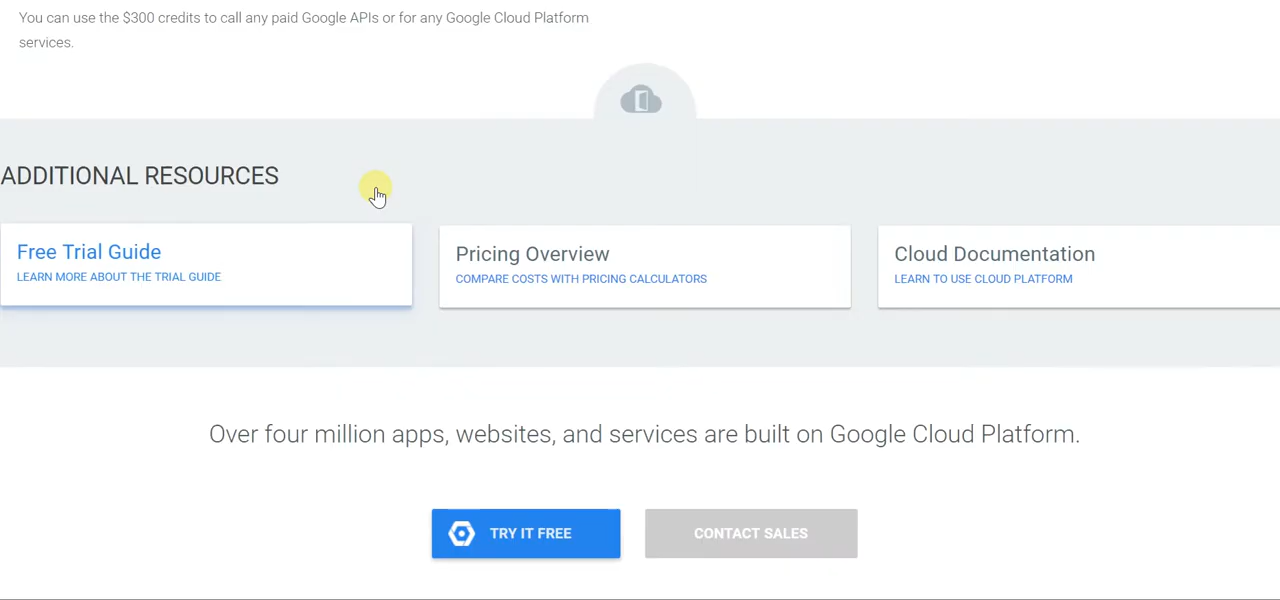 You can use the $300 credits to call any paid Google APIs or for any Google Cloud Platform
services.
ADDITIONAL RESOURCES
Free Trial Guide
LEARN MORE ABOUT THE TRIAL GUIDE
Pricing Overview
COMPARE COSTS WITH PRICING CALCULATORS
Cloud Documentation
LEARN TO USE CLOUD PLATFORM
Over four million apps, websites, and services are built on Google Cloud Platform.
TRY IT FREE
CONTACT SALES